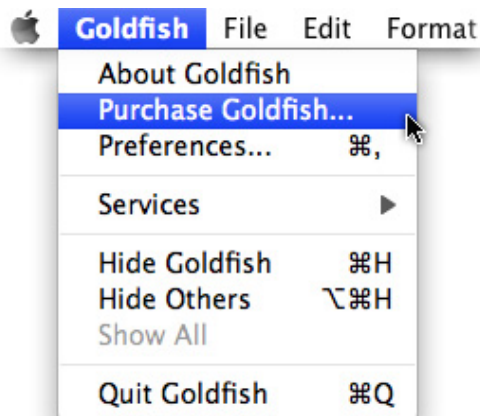 Goldfish File Edit Format
About Goldfish
Purchase Goldfish...
Preferences... ⌘,
Services ▶
Hide Goldfish ⌘H
Hide Others ⌥⌘H
Show All
Quit Goldfish ⌘Q